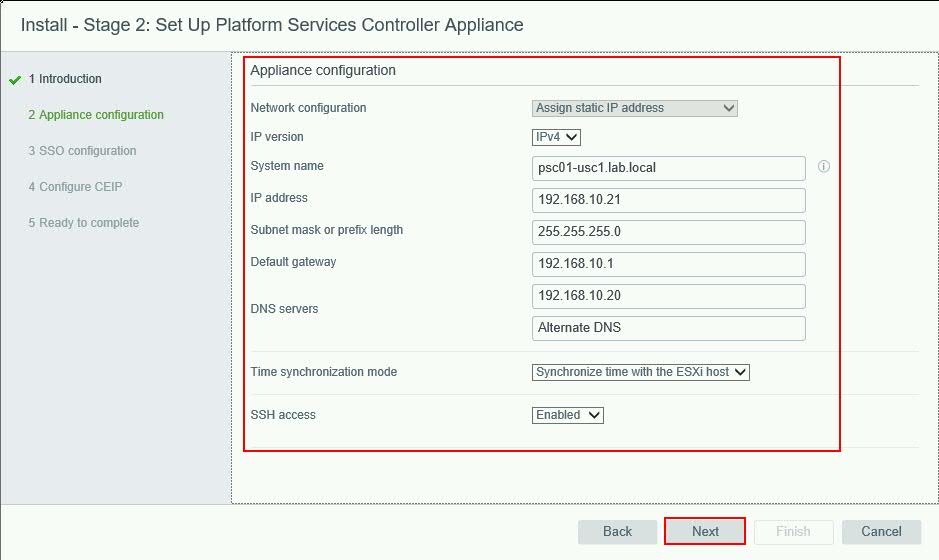 Install - Stage 2: Set Up Platform Services Controller Appliance
1 Introduction
2 Appliance configuration
3 SSO configuration
4 Configure CEIP
5 Ready to complete
Appliance configuration
Network configuration Assign static IP address
IP version IPv4
System name psc01-usc1.lab.local
IP address 192.168.10.21
Subnet mask or prefix length 255.255.255.0
Default gateway 192.168.10.1
DNS servers 192.168.10.20
Alternate DNS
Time synchronization mode Synchronize time with the ESXi host
SSH access Enabled
Back Next Finish Cancel